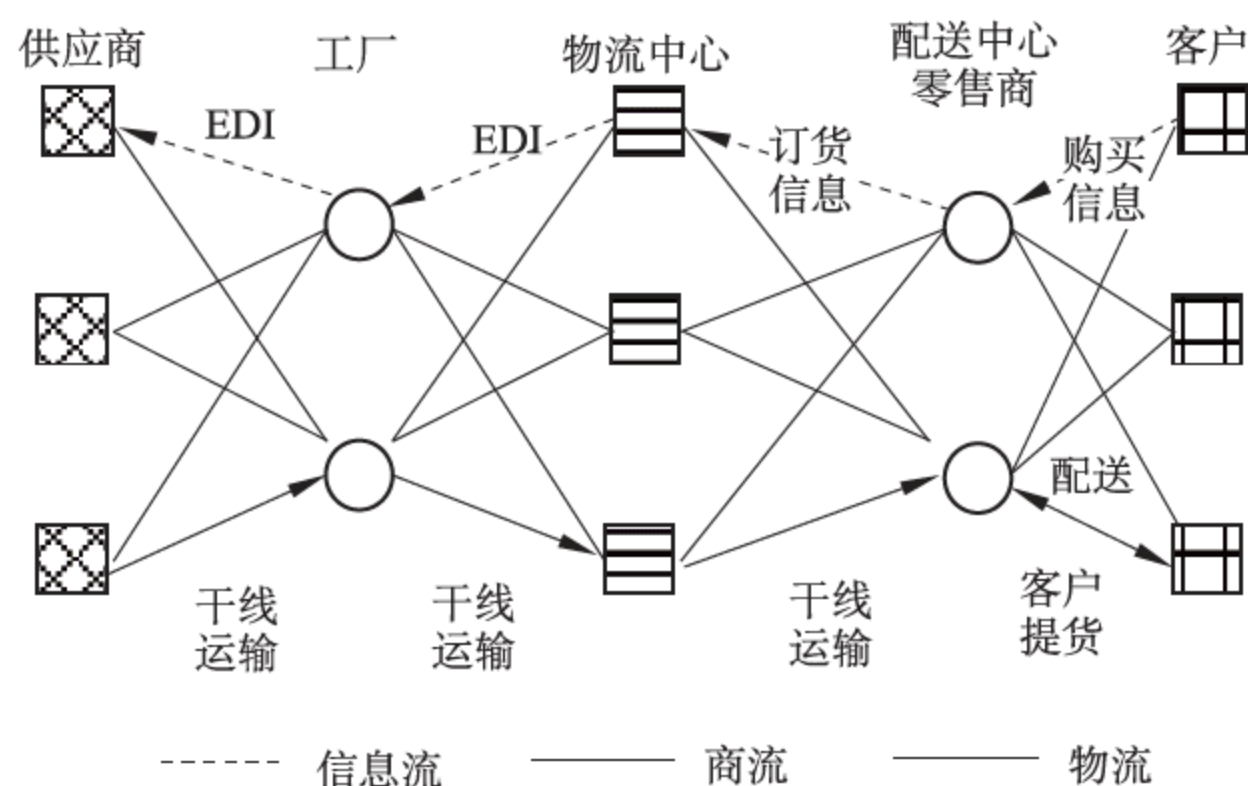 供应商
工厂
物流中心
配送中心
零售商
客户
EDI
EDI
订货
信息
购买
信息
配送
干线
运输
干线
运输
干线
运输
客户
提货
信息流
商流
物流